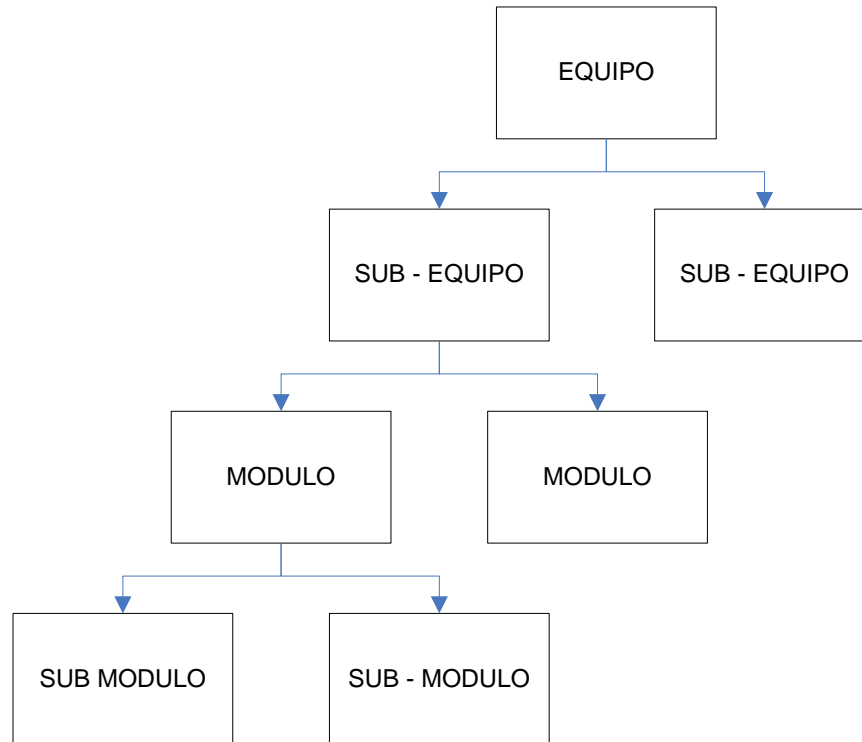 EQUIPO
SUB - EQUIPO
SUB - EQUIPO
MODULO
MODULO
SUB MODULO
SUB - MODULO